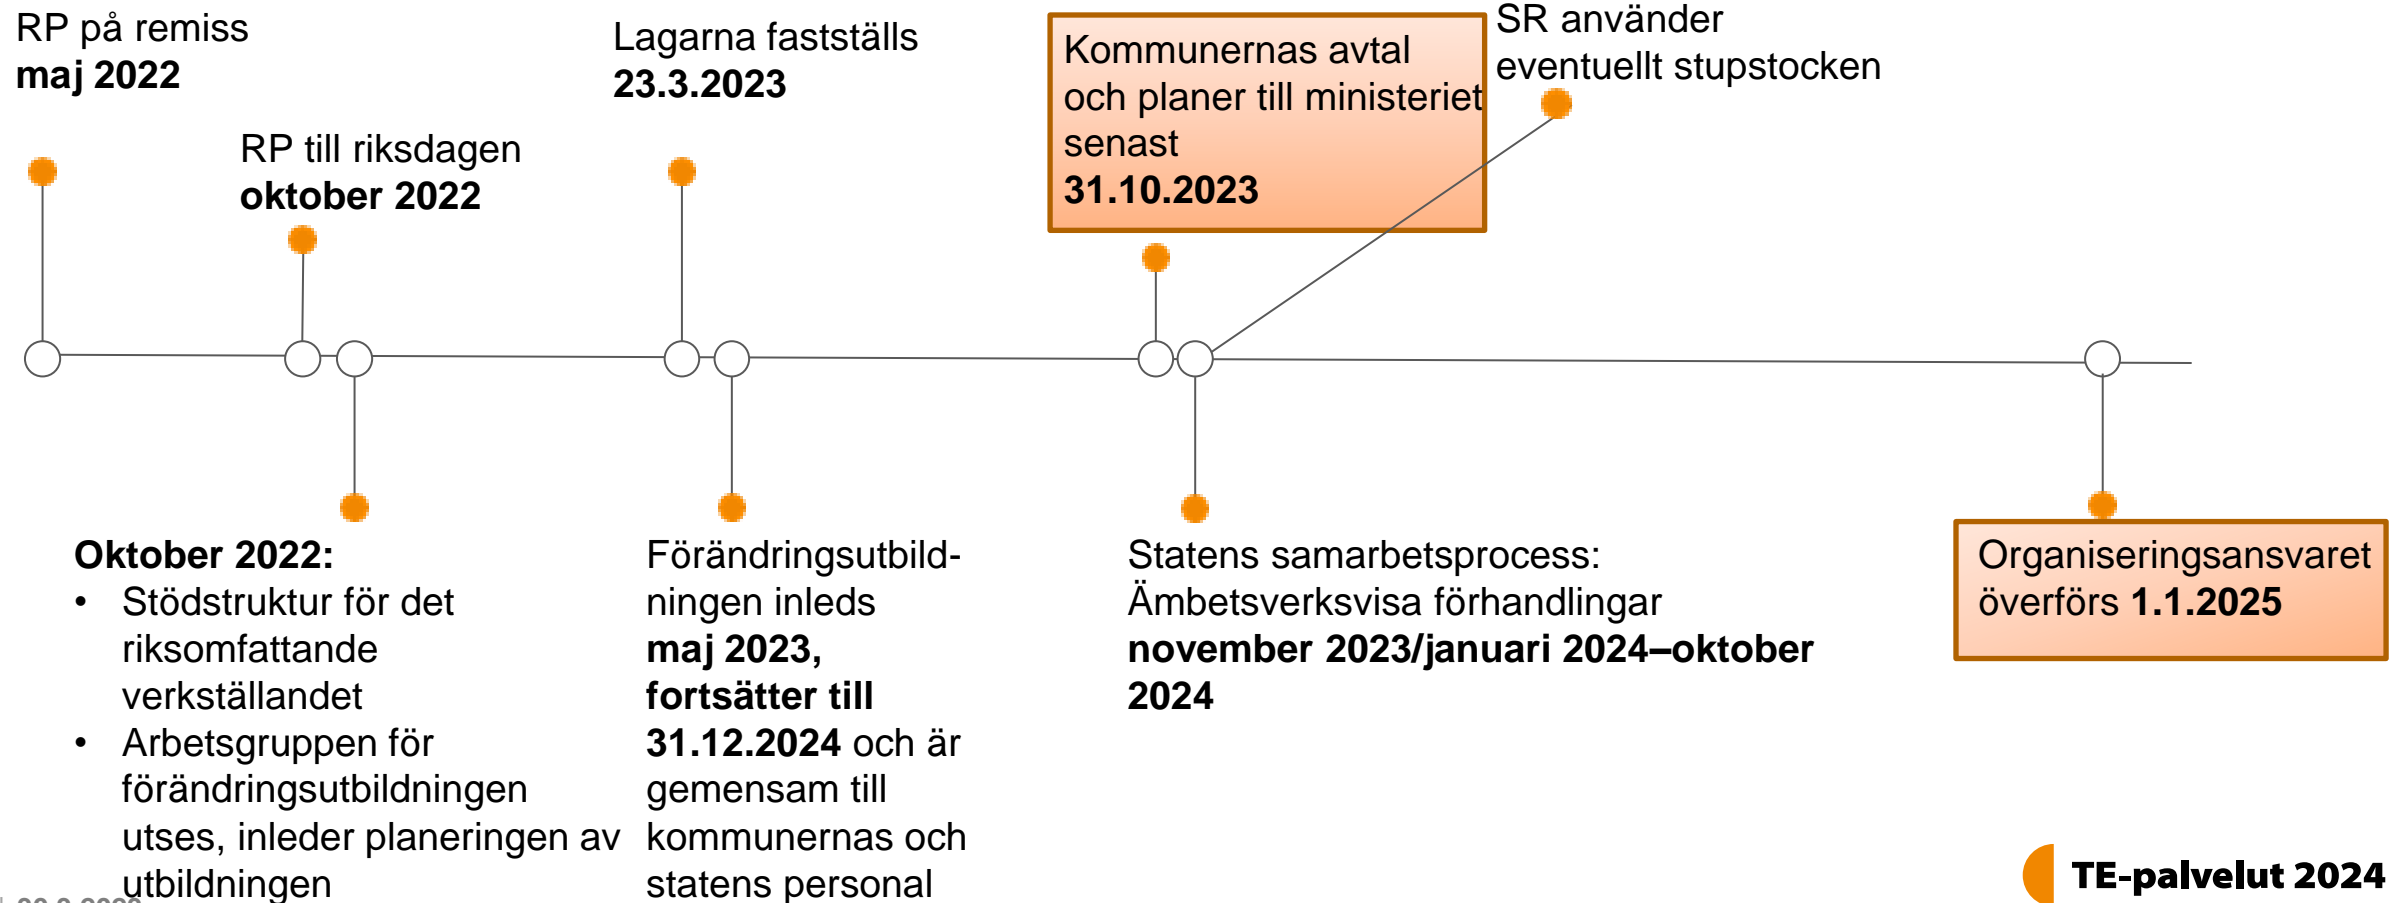 RP på remiss
maj 2022
RP till riksdagen
oktober 2022
Lagarna fastställs
23.3.2023
Kommunernas avtal
och planer till ministeriet
senast
31.10.2023
SR använder
eventuellt stupstocken
Oktober 2022:
• Stödstruktur för det
riksomfattande
verkställandet
• Arbetsgruppen för
förändringsutbildningen
utses, inleder planeringen av
utbildningen
Förändringsutbild-
ningen inleds
maj 2023,
fortsätter till
31.12.2024 och är
gemensam till
kommunernas och
statens personal
Statens samarbetsprocess:
Ämbetsverksvisa förhandlingar
november 2023/januari 2024–oktober
2024
Organiseringsansvaret
överförs 1.1.2025
TE-palvelut 2024